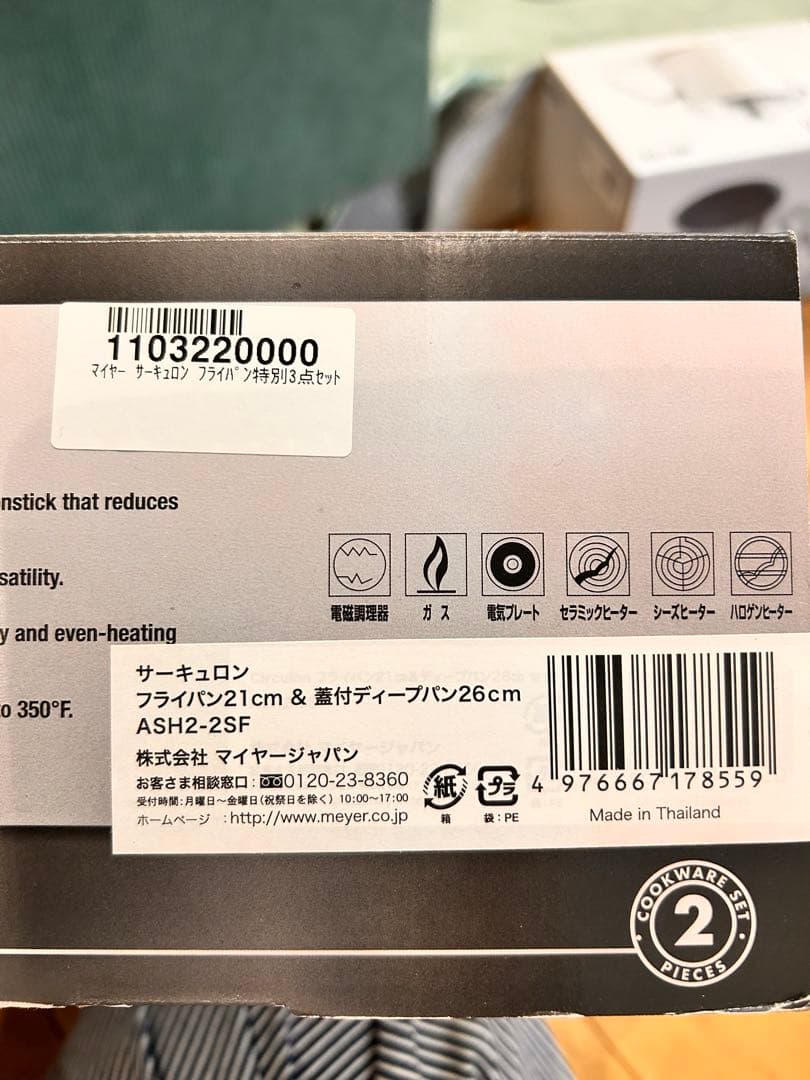 1103220000
マイヤー サーキュロン フライパン特別3点セット
nstick that reduces
satility.
y and even-heating
to 350°F.
電磁調理器 ガス 電気プレート セラミックヒーター シーズヒーター ハロゲンヒーター
サーキュロン
フライパン21cm & 蓋付ディープパン26cm
ASH2-2SF
株式会社 マイヤージャパン
お客さま相談窓口:0120-23-8360
受付時間:月曜日〜金曜日(祝祭日を除く) 10:00〜17:00
ホームページ :http://www.meyer.co.jp
紙
箱
プラ
袋:PE
4 976667 178559
Made in Thailand
COOKWARE SET
2
PIECES